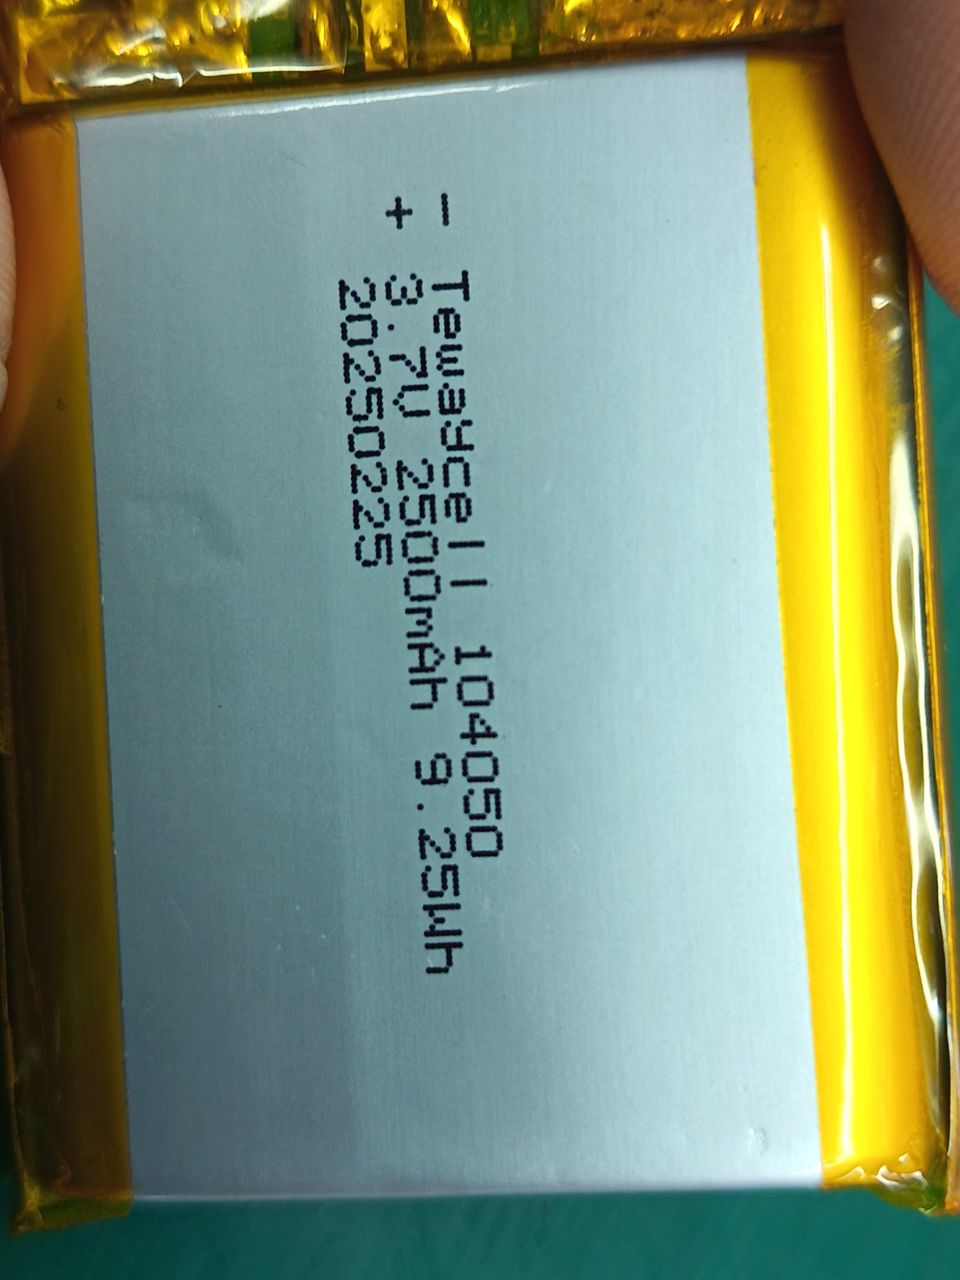 - Tewaycell 104050
+ 3.7V 2500mAh 9.25Wh
20250225